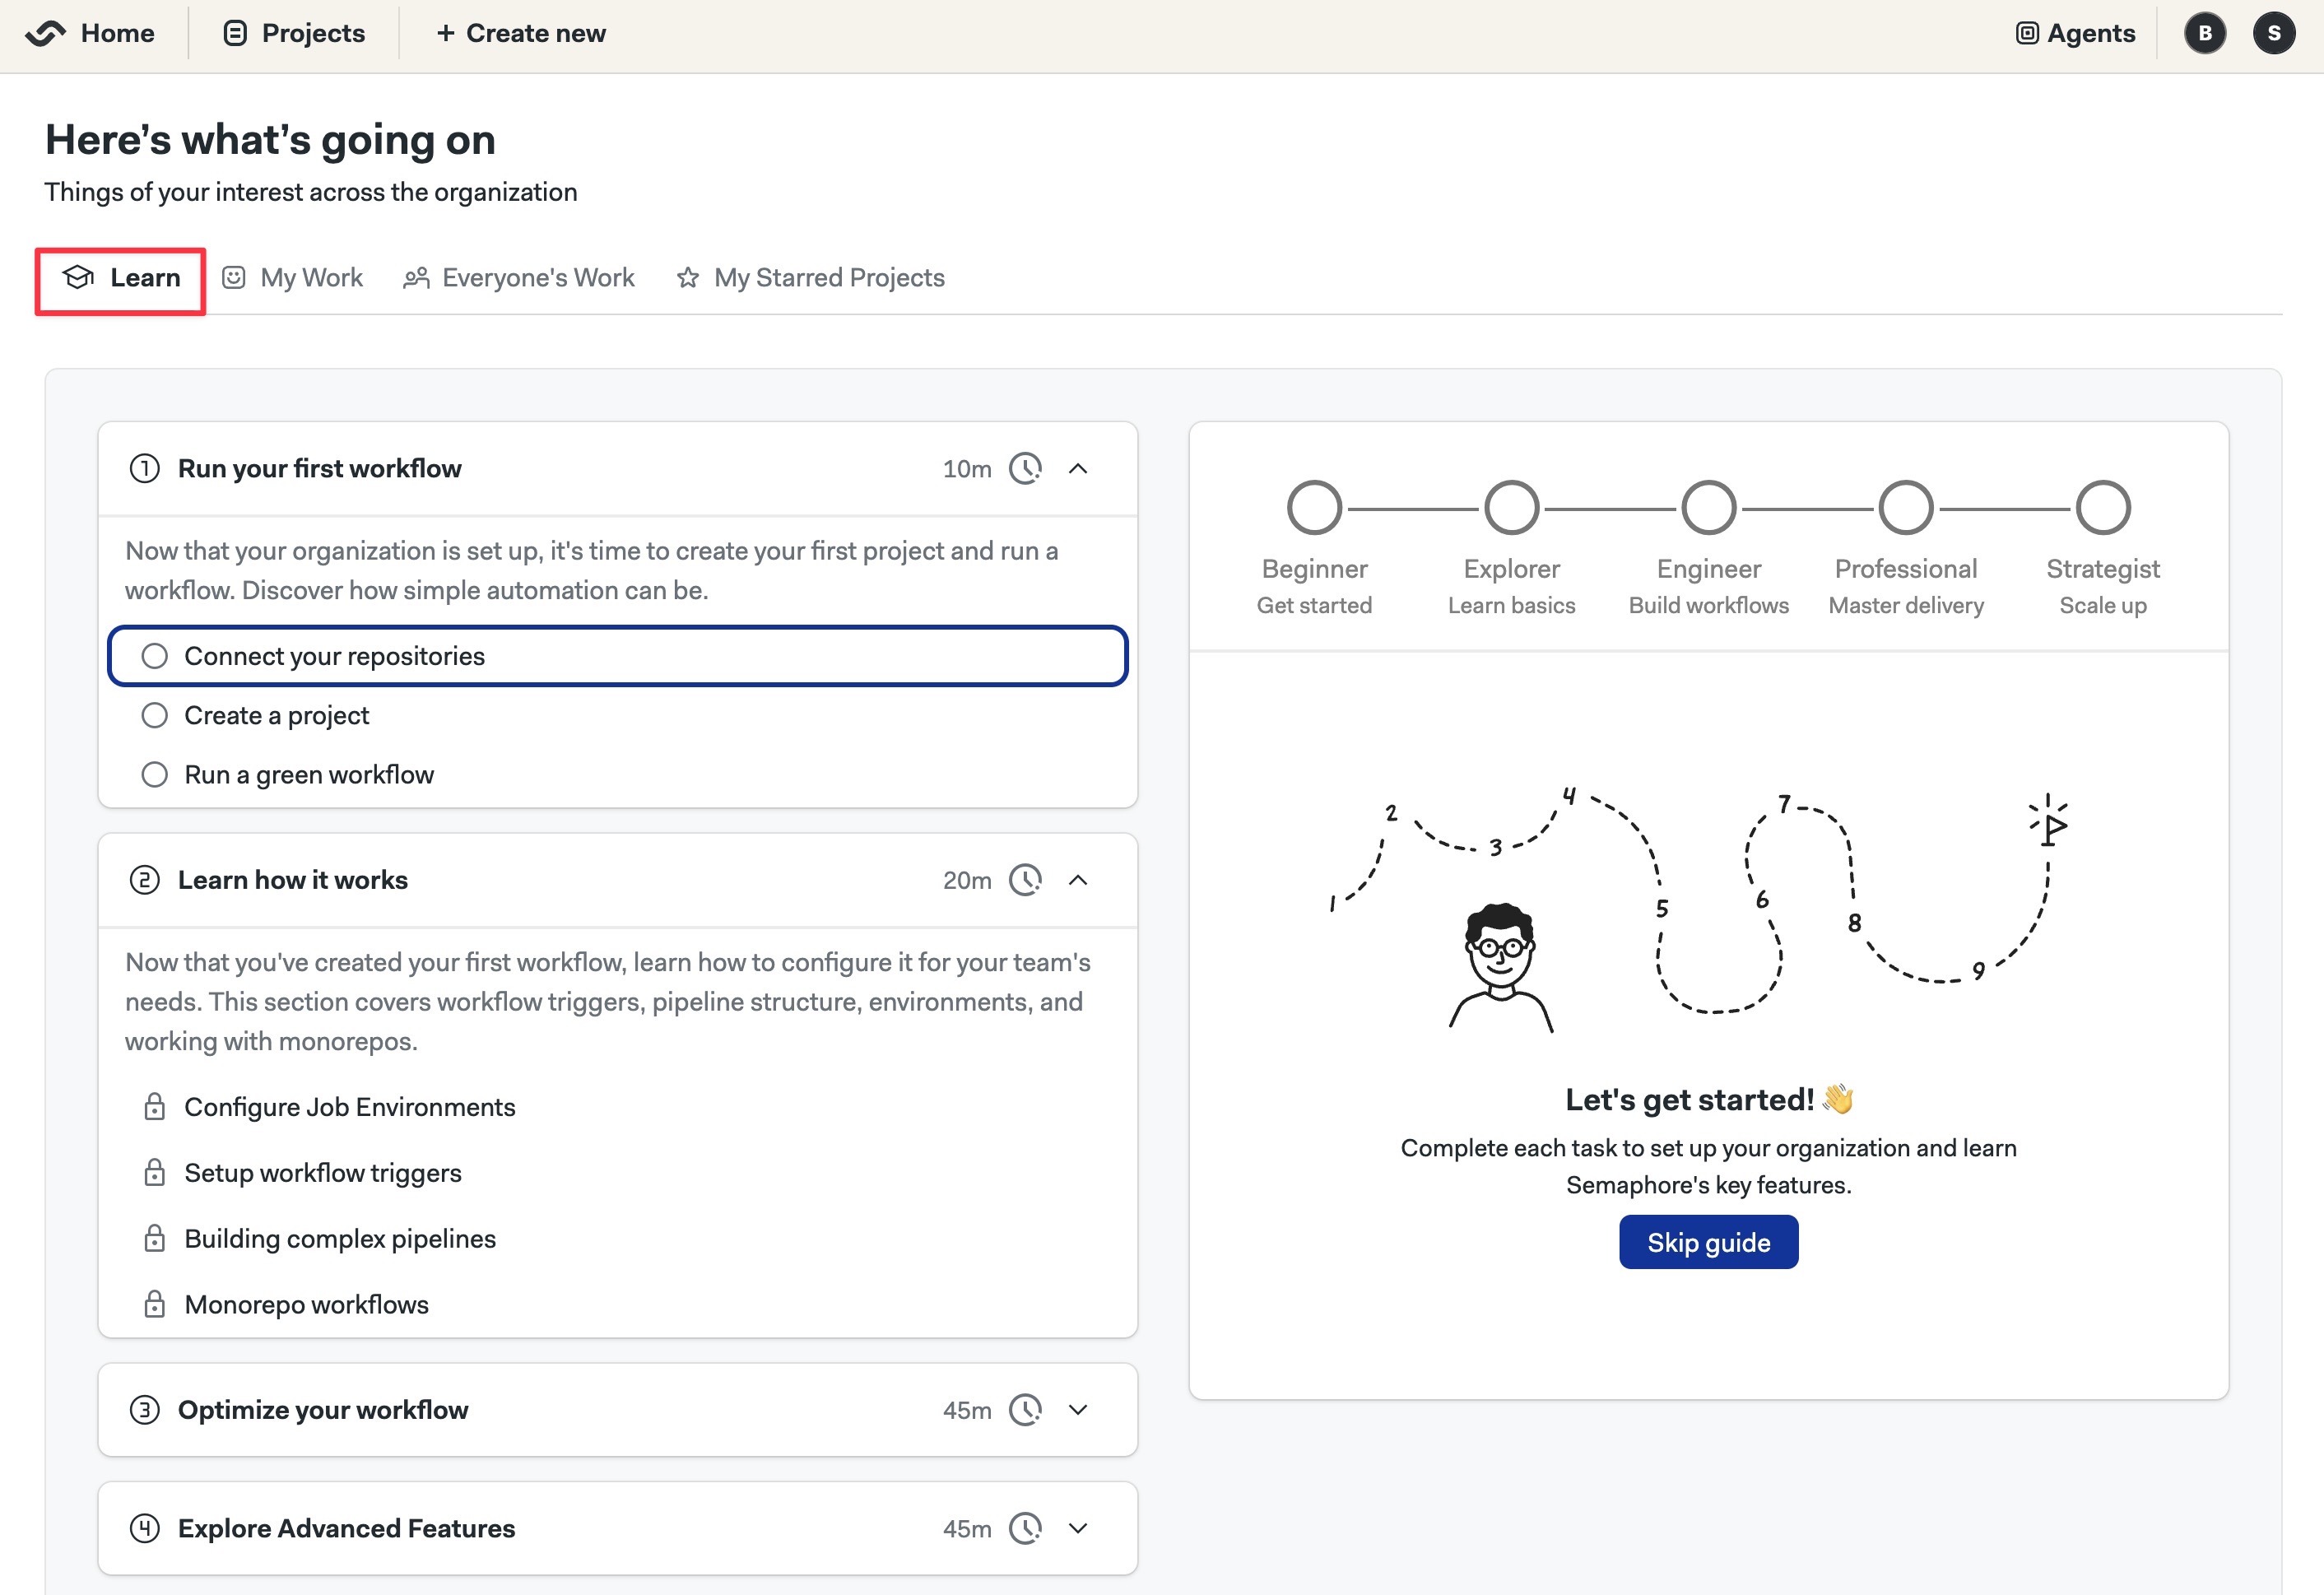 Home
Projects
+ Create new
Agents
B
S
Here's what's going on
Things of your interest across the organization
Learn
My Work
Everyone's Work
My Starred Projects
1 Run your first workflow 10m
Now that your organization is set up, it's time to create your first project and run a
workflow. Discover how simple automation can be.
Connect your repositories
Create a project
Run a green workflow
2 Learn how it works 20m
Now that you've created your first workflow, learn how to configure it for your team's
needs. This section covers workflow triggers, pipeline structure, environments, and
working with monorepos.
Configure Job Environments
Setup workflow triggers
Building complex pipelines
Monorepo workflows
3 Optimize your workflow 45m
4 Explore Advanced Features 45m
Beginner Explorer Engineer Professional Strategist
Get started Learn basics Build workflows Master delivery Scale up
1 2 3 4 5 6 7 8 9
Let's get started! 👋
Complete each task to set up your organization and learn
Semaphore's key features.
Skip guide